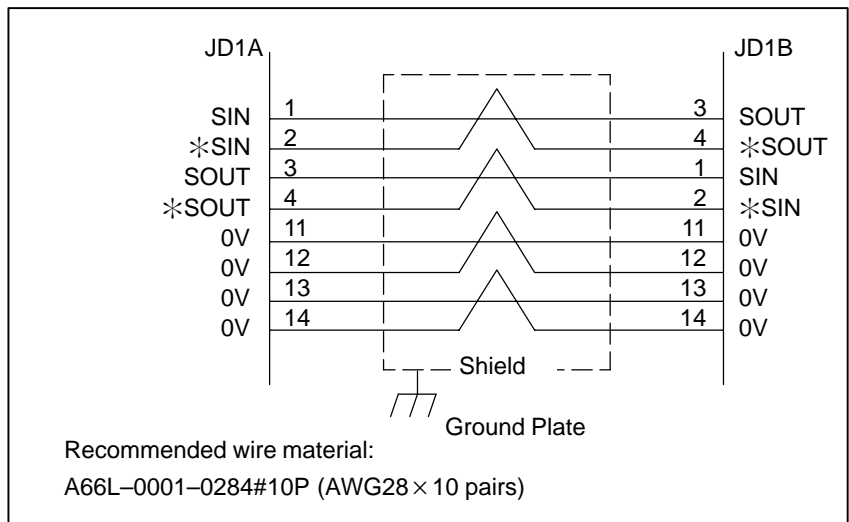 JD1A JD1B
SIN 1 3 SOUT
✳SIN 2 4 ✳SOUT
SOUT 3 1 SIN
✳SOUT 4 2 ✳SIN
0V 11 11 0V
0V 12 12 0V
0V 13 13 0V
0V 14 14 0V
Shield
Ground Plate
Recommended wire material:
A66L–0001–0284#10P (AWG28×10 pairs)